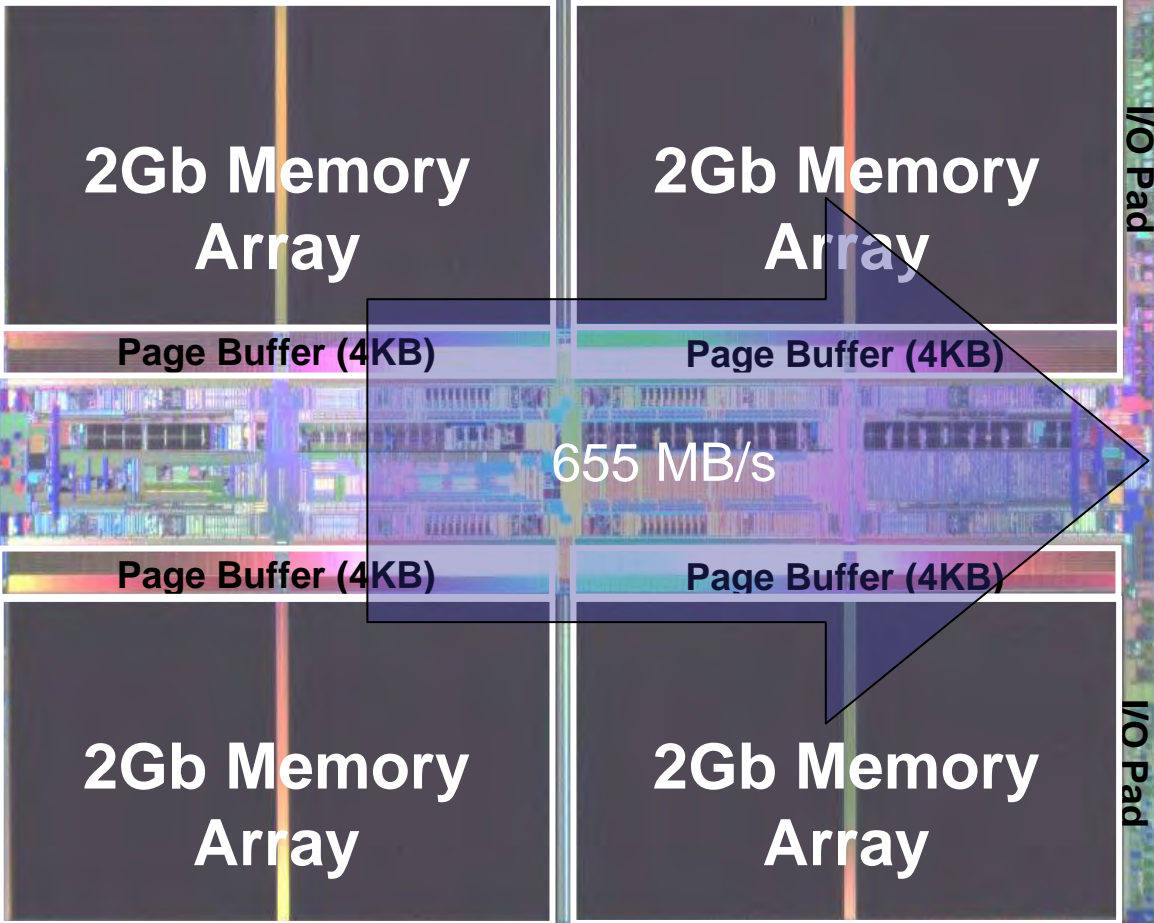 2Gb Memory
Array
2Gb Memory
Array
I/O Pad
Page Buffer (4KB)
Page Buffer (4KB)
655 MB/s
Page Buffer (4KB)
Page Buffer (4KB)
2Gb Memory
Array
2Gb Memory
Array
I/O Pad